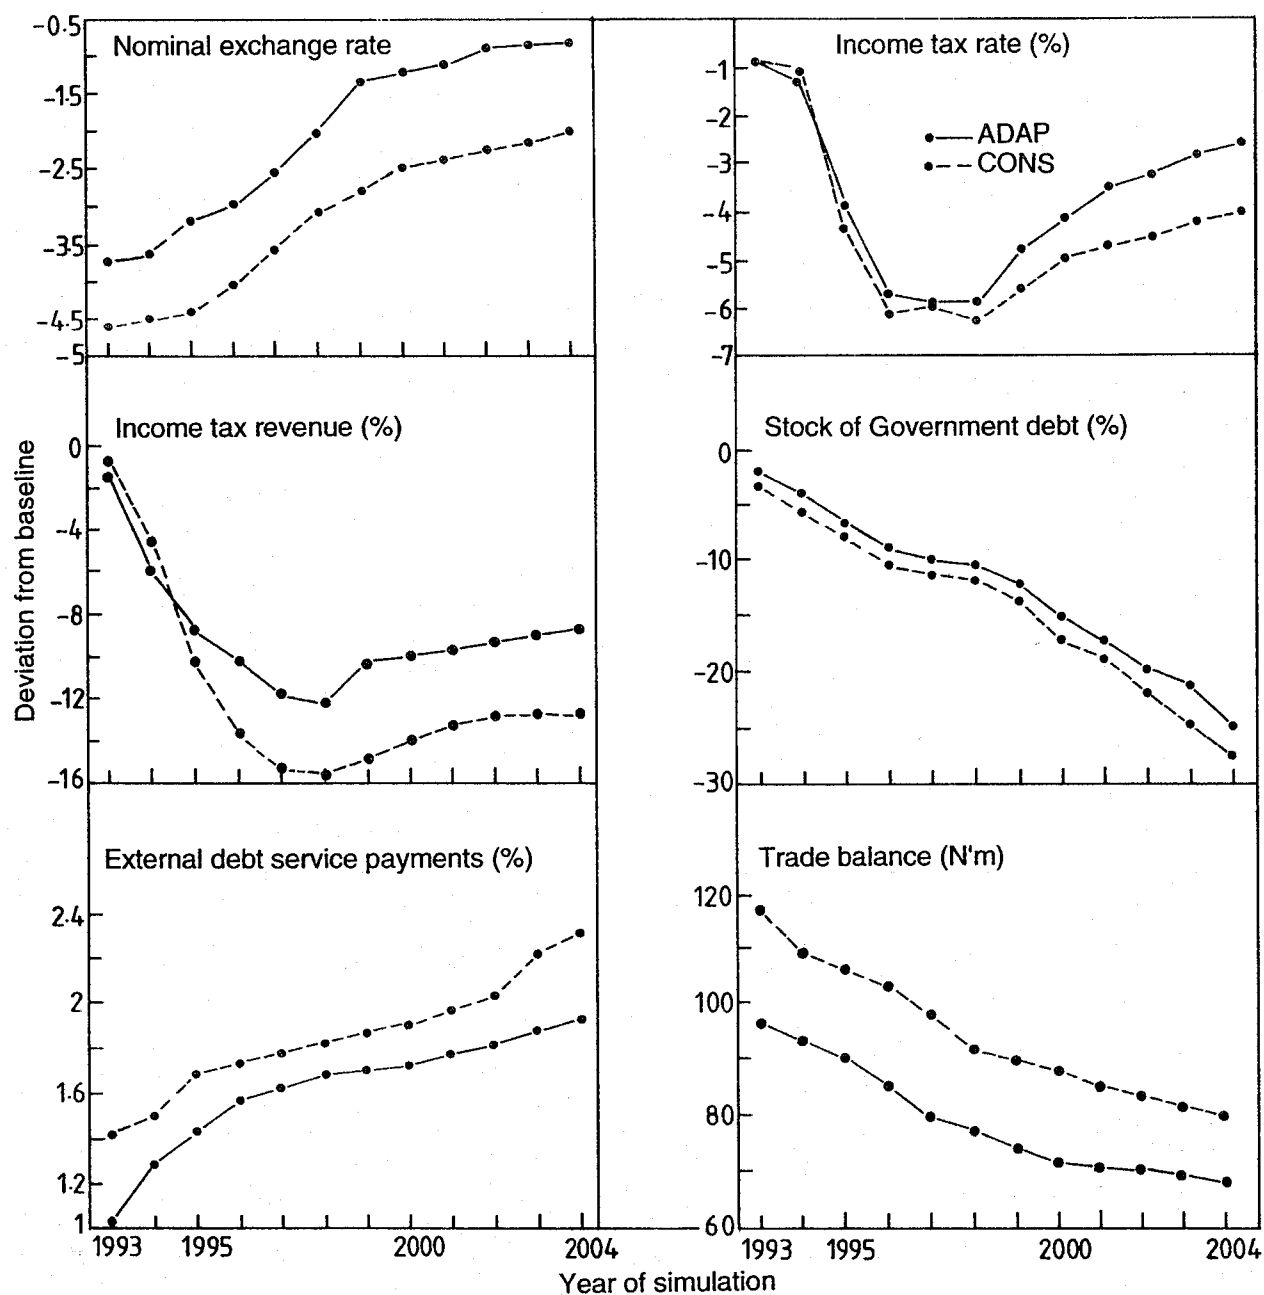 Nominal exchange rate
-0.5
-1.5
-2.5
-35
-4.5
-5
Income tax rate (%)
-1
-2
-3
-4
-5
-6
-7
ADAP
CONS
Deviation from baseline
Income tax revenue (%)
0
-4
-8
-12
-16
Stock of Government debt (%)
0
-10
-20
-30
External debt service payments (%)
2.4
2
1.6
1.2
1
1993 1995 2000 2004
Trade balance (N'm)
120
100
80
60
1993 1995 2000 2004
Year of simulation